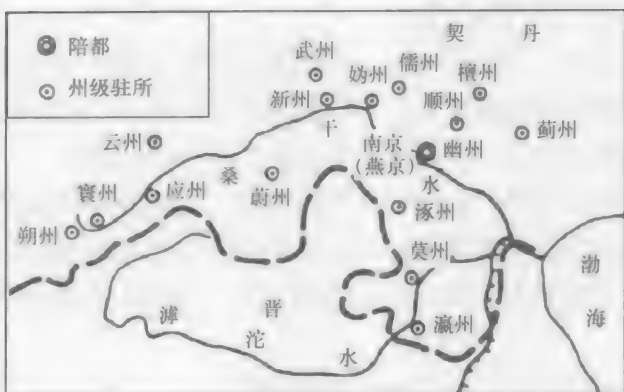 陪都
州级驻所
契丹
武州
妫州
儒州
檀州
新州
顺州
蓟州
云州
桑干水
南京
(燕京)
幽州
寰州
应州
蔚州
涿州
朔州
莫州
渤海
滹沱水
晋
瀛州